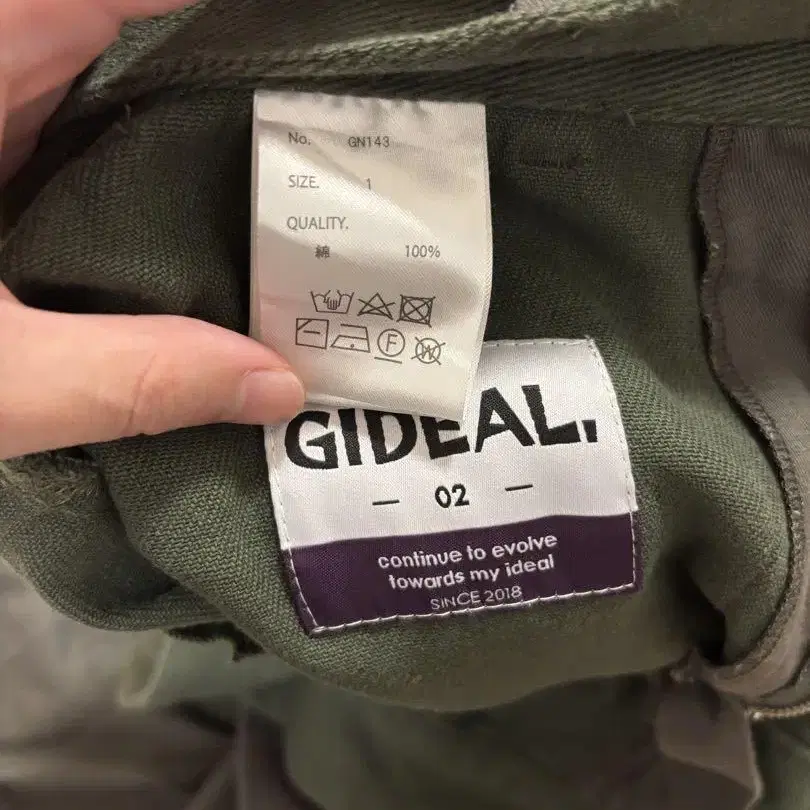 No. GN143
SIZE. 1
QUALITY.
綿 100%
F
W
GIDEAL.
— 02 —
continue to evolve
towards my ideal
SINCE 2018